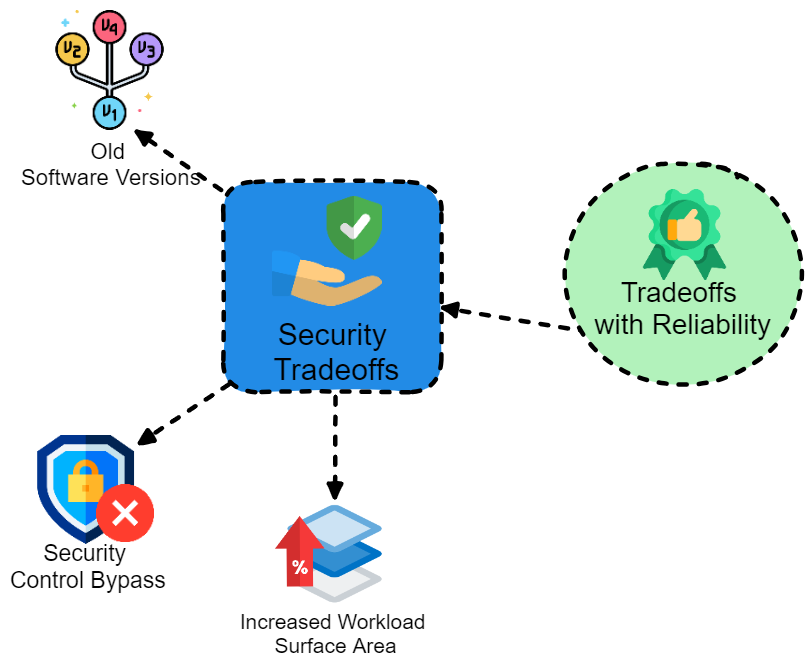 V4
V2
V3
V1
Old
Software Versions
Security
Tradeoffs
Tradeoffs
with Reliability
Security
Control Bypass
%
Increased Workload
Surface Area